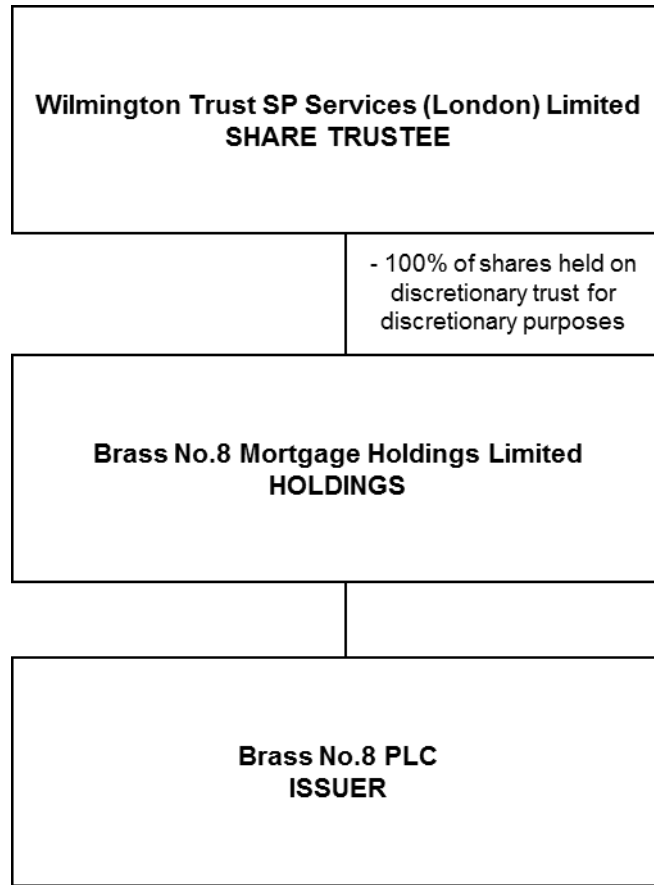 Wilmington Trust SP Services (London) Limited
SHARE TRUSTEE
- 100% of shares held on
discretionary trust for
discretionary purposes
Brass No.8 Mortgage Holdings Limited
HOLDINGS
Brass No.8 PLC
ISSUER